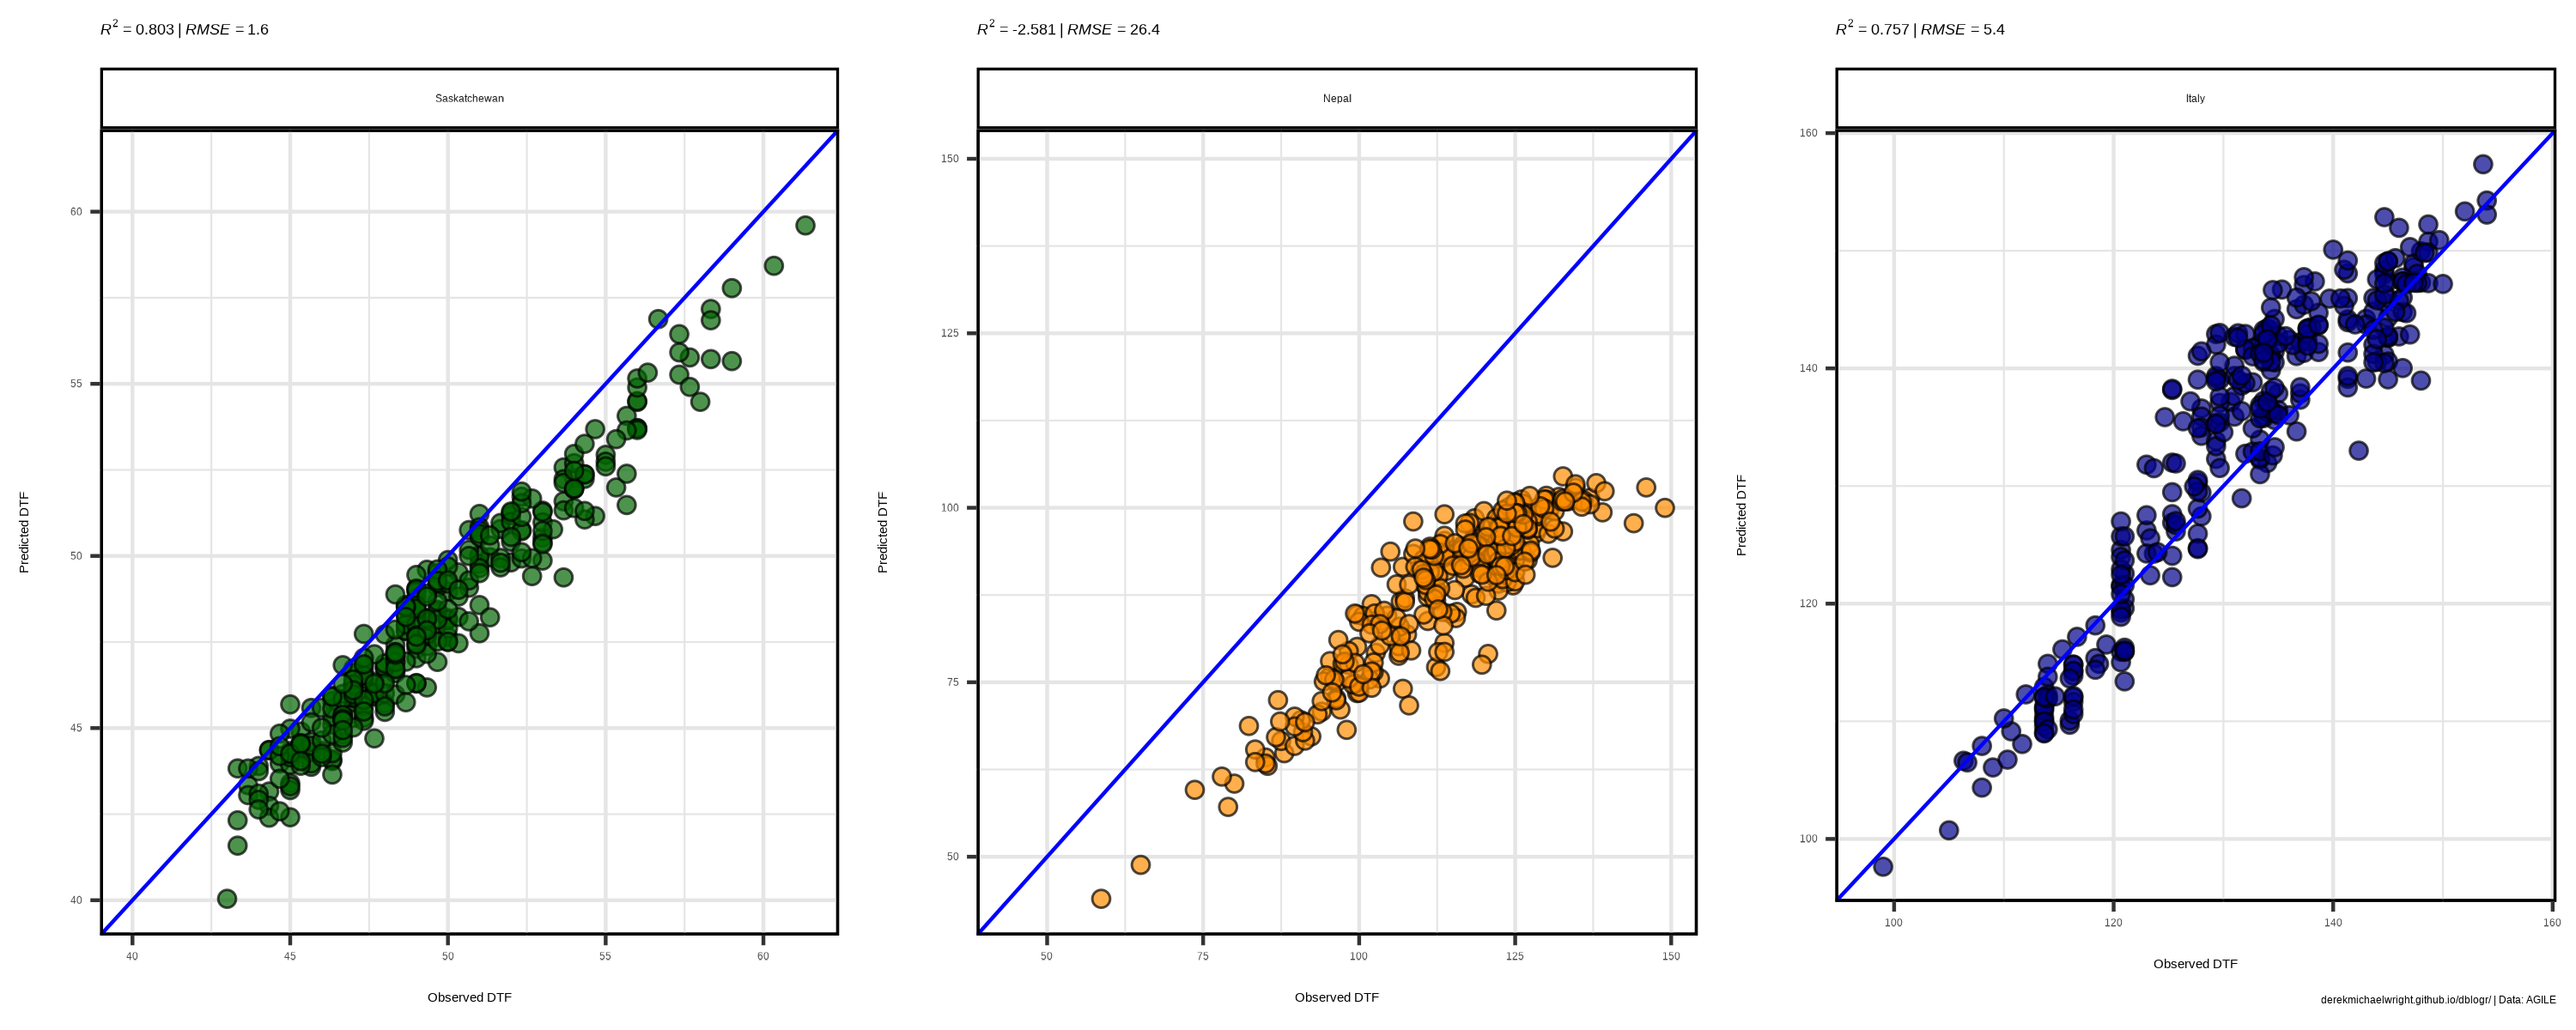 R² = 0.803 | RMSE = 1.6
Saskatchewan
Predicted DTF
60
55
50
45
40
40 45 50 55 60
Observed DTF
R² = -2.581 | RMSE = 26.4
Nepal
Predicted DTF
150
125
100
75
50
50 75 100 125 150
Observed DTF
R² = 0.757 | RMSE = 5.4
Italy
Predicted DTF
160
140
120
100
100 120 140 160
Observed DTF
derekmichaelwright.github.io/dblogr/ | Data: AGILE